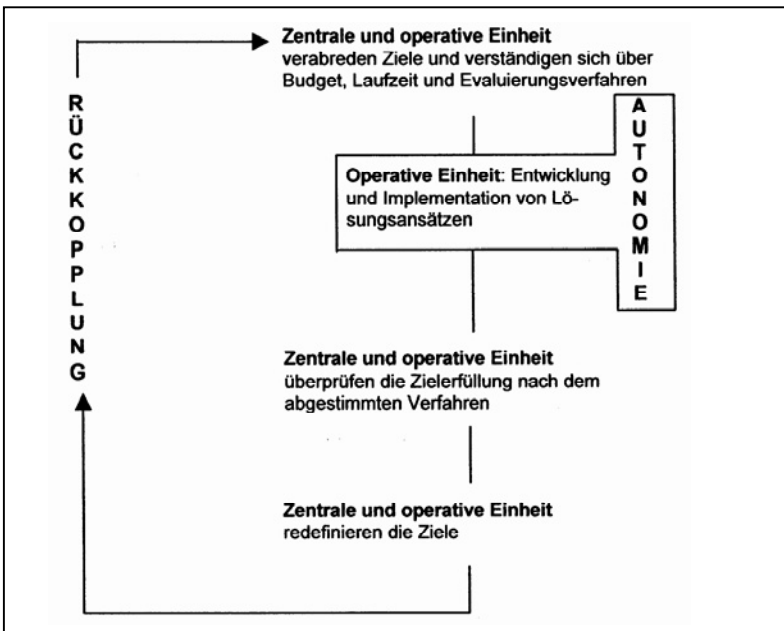 Zentrale und operative Einheit
verabreden Ziele und verständigen sich über
Budget, Laufzeit und Evaluierungsverfahren
RÜCKKOPPLUNG
AUTONOMIE
Operative Einheit: Entwicklung
und Implementation von Lö-
sungsansätzen
Zentrale und operative Einheit
überprüfen die Zielerfüllung nach dem
abgestimmten Verfahren
Zentrale und operative Einheit
redefinieren die Ziele